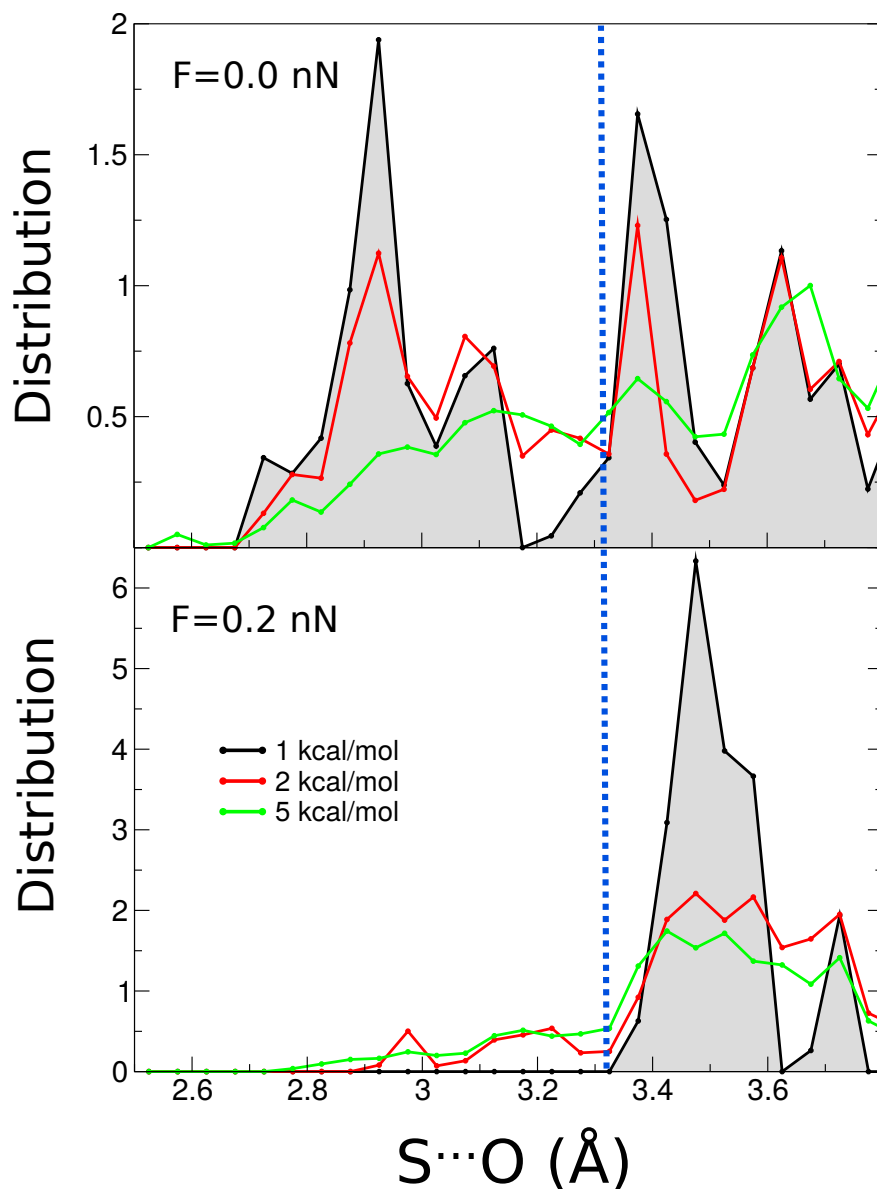 2
F=0.0 nN
1.5
1
0.5
Distribution
6
F=0.2 nN
5
4
1 kcal/mol
2 kcal/mol
5 kcal/mol
3
2
1
0
Distribution
2.6 2.8 3 3.2 3.4 3.6
S···O (Å)